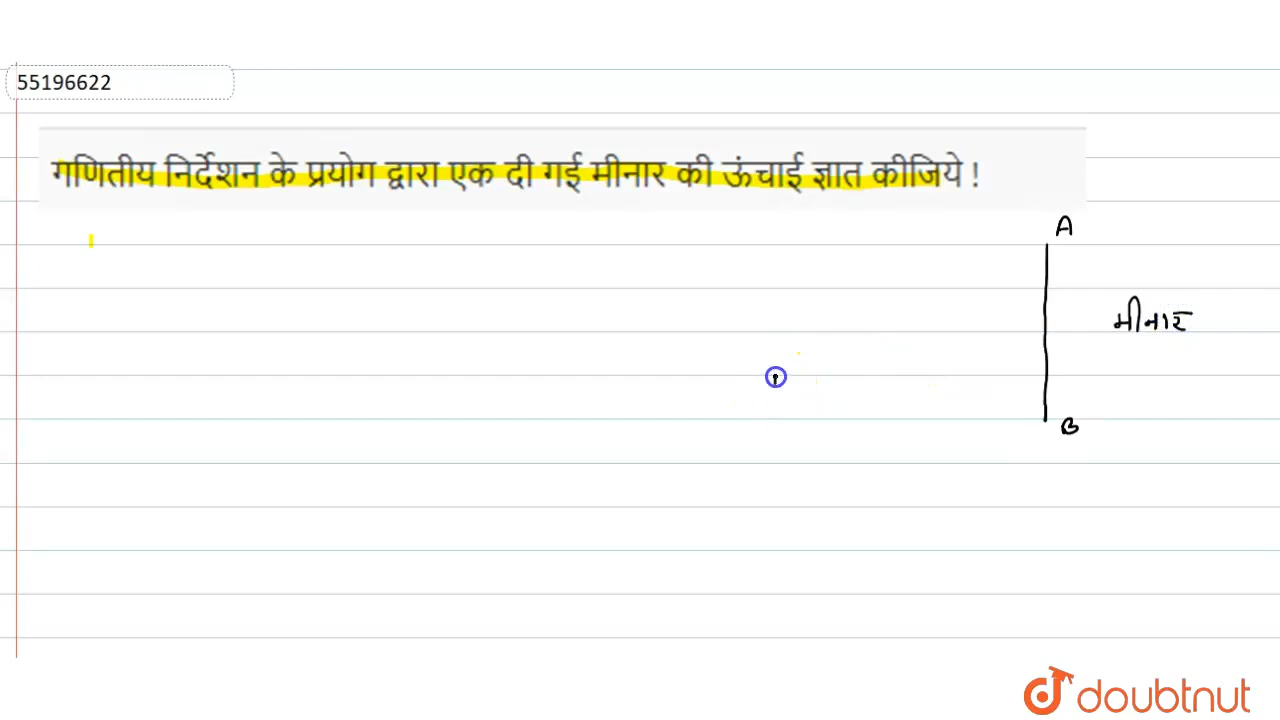 55196622
गणितीय निर्देशन के प्रयोग द्वारा एक दी गई मीनार की ऊंचाई ज्ञात कीजिये !
A
मीनार
B
doubtnut